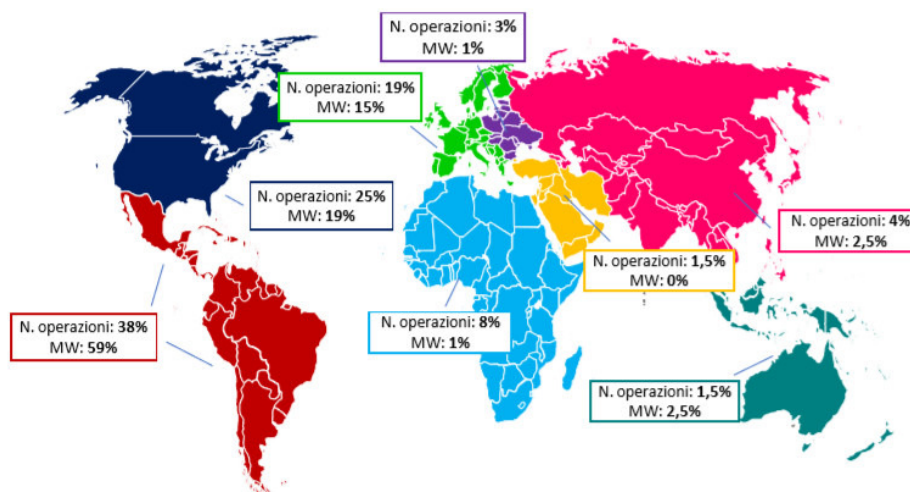 N. operazioni: 3%
MW: 1%
N. operazioni: 19%
MW: 15%
N. operazioni: 25%
MW: 19%
N. operazioni: 4%
MW: 2,5%
N. operazioni: 1,5%
MW: 0%
N. operazioni: 38%
MW: 59%
N. operazioni: 8%
MW: 1%
N. operazioni: 1,5%
MW: 2,5%